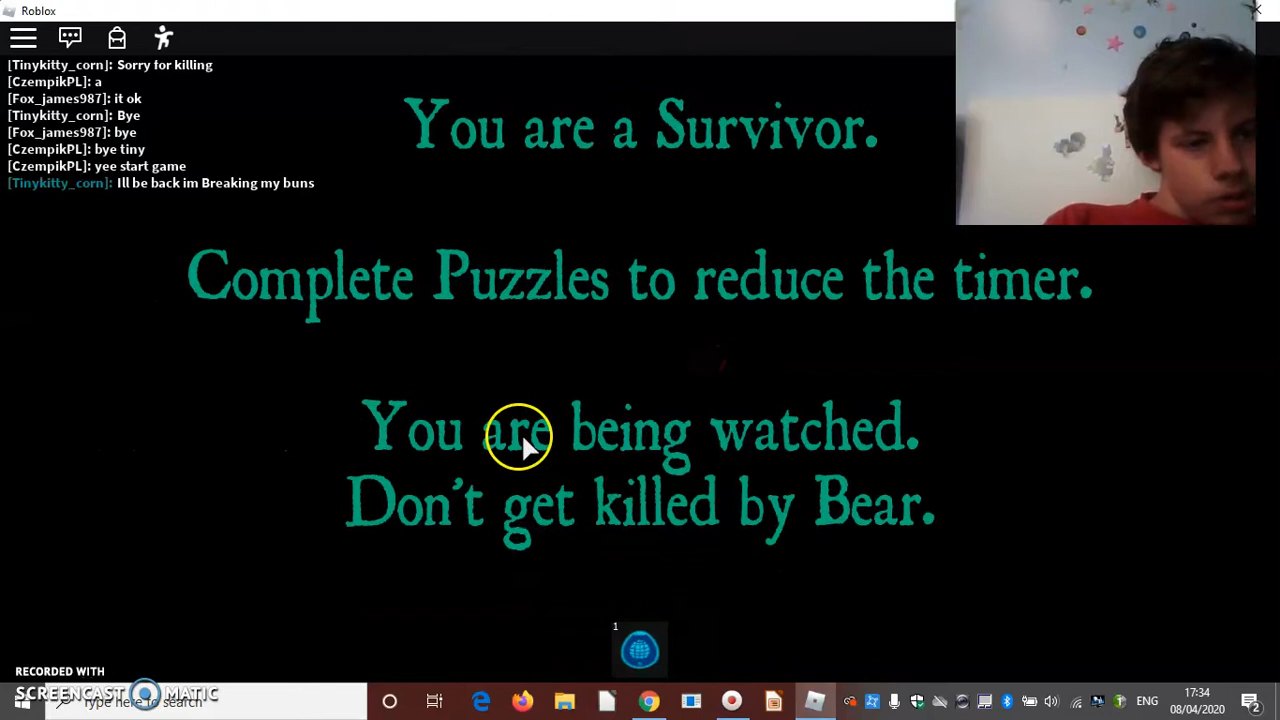 Roblox
[Tinykitty_corn]: Sorry for killing
[CzempikPL]: a
[Fox_james987]: it ok
[Tinykitty_corn]: Bye
[Fox_james987]: bye
[CzempikPL]: bye tiny
[CzempikPL]: yee start game
[Tinykitty_corn]: Ill be back im Breaking my buns
You are a Survivor.
Complete Puzzles to reduce the timer.
You are being watched.
Don't get killed by Bear.
1
RECORDED WITH
SCREENCAST MATIC
Type here to search
ENG
17:34
08/04/2020
2